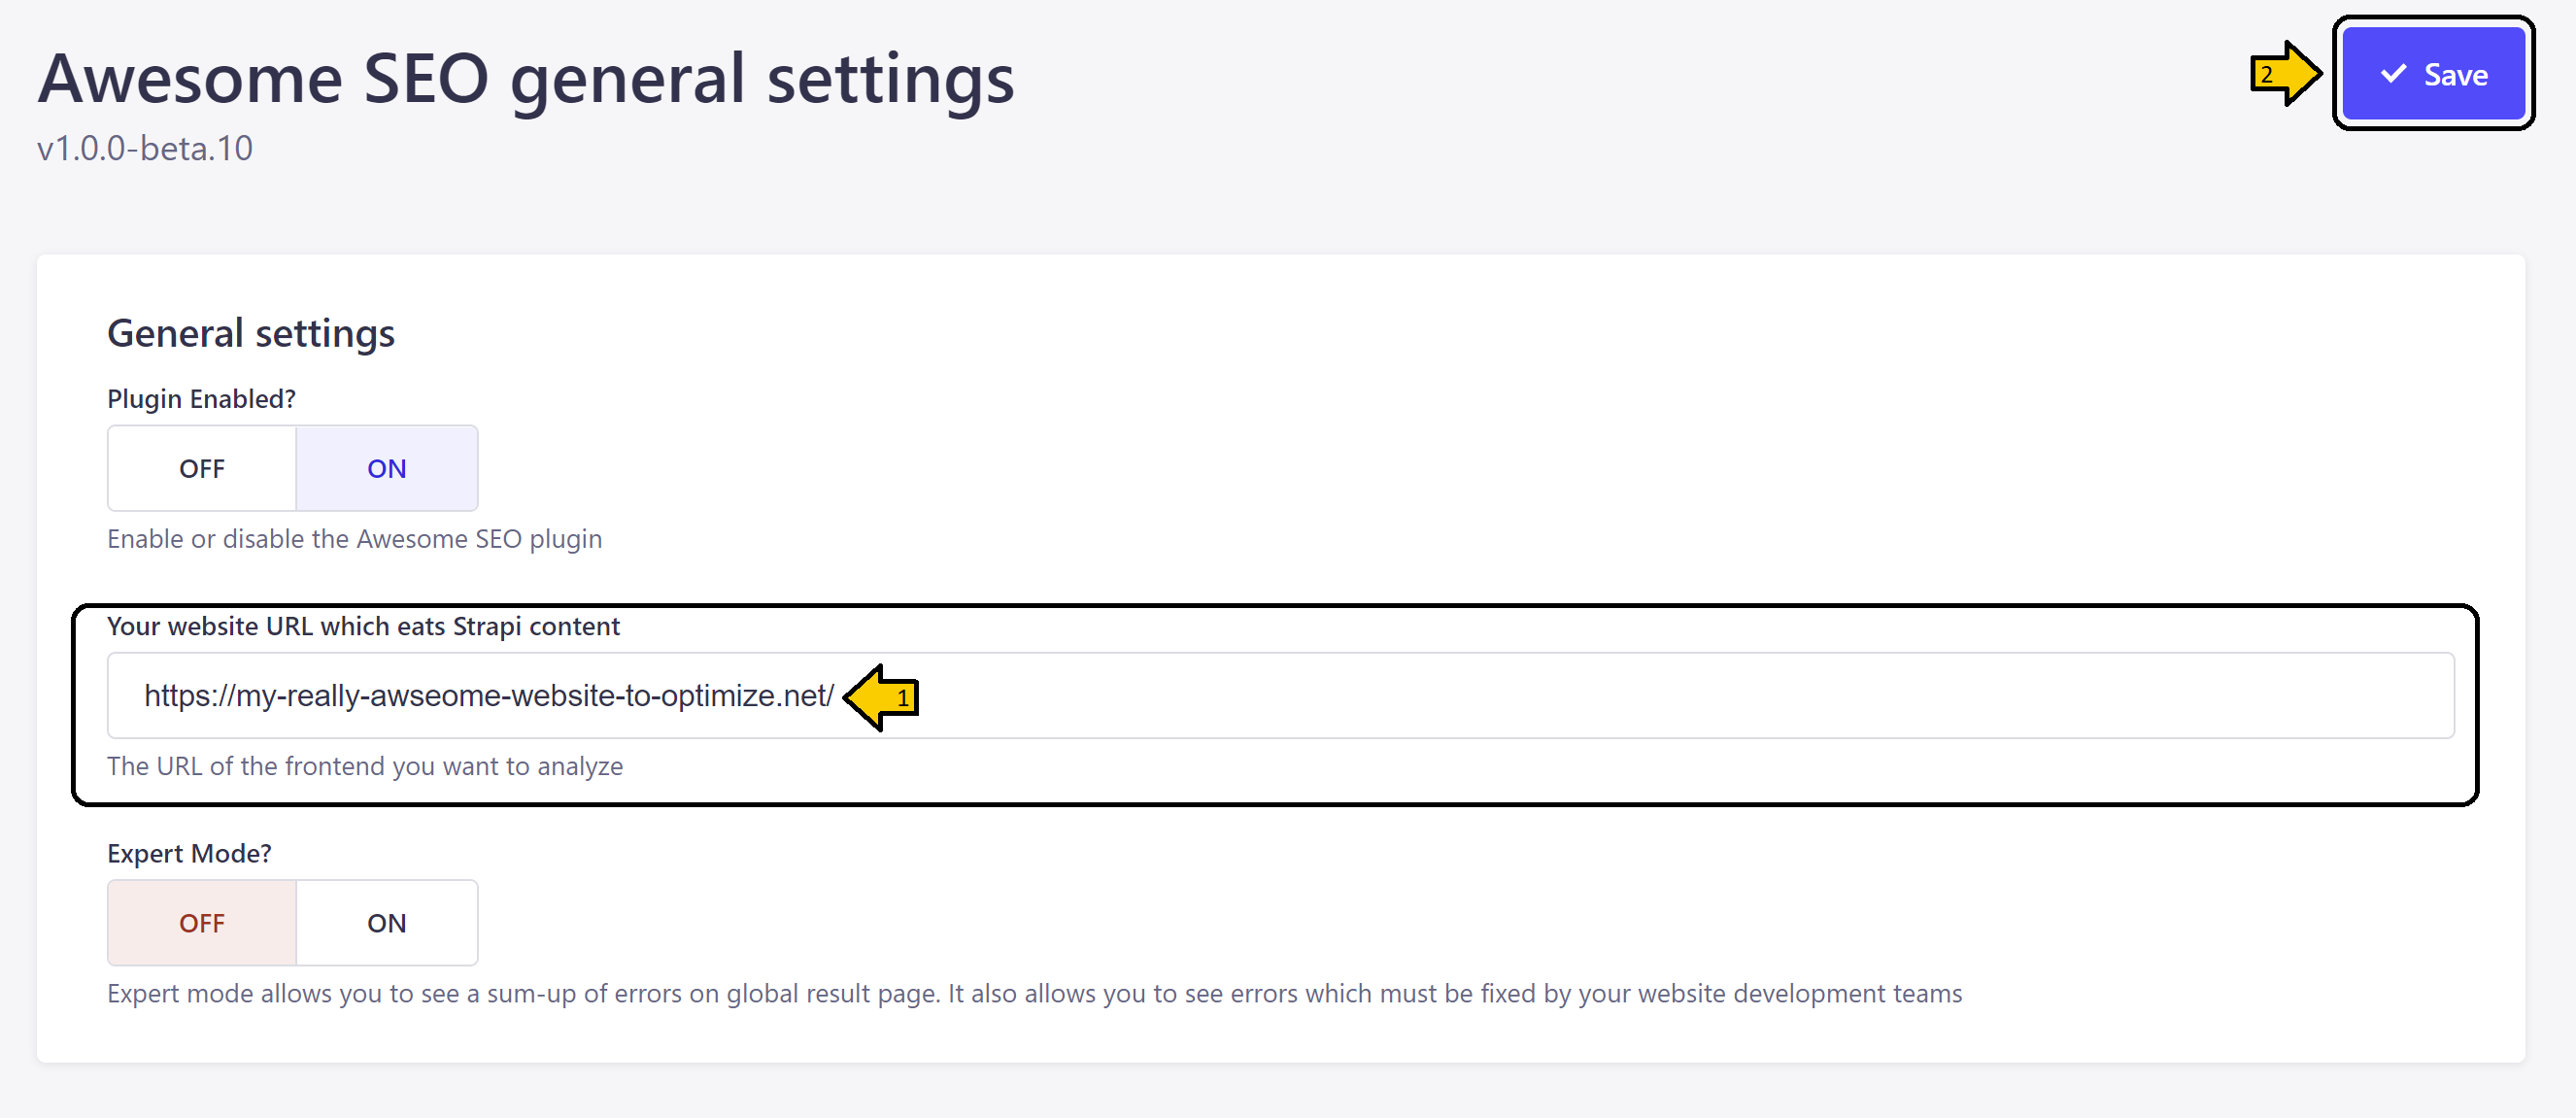 Awesome SEO general settings
2
Save
v1.0.0-beta.10
General settings
Plugin Enabled?
OFF ON
Enable or disable the Awesome SEO plugin
Your website URL which eats Strapi content
https://my-really-awseome-website-to-optimize.net/ 1
The URL of the frontend you want to analyze
Expert Mode?
OFF ON
Expert mode allows you to see a sum-up of errors on global result page. It also allows you to see errors which must be fixed by your website development teams